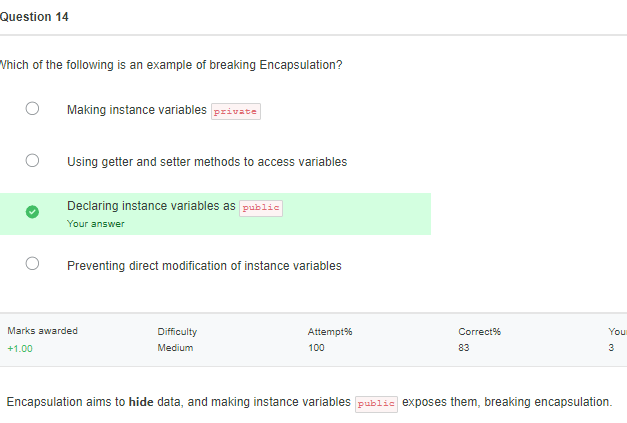 Question 14
Which of the following is an example of breaking Encapsulation?
Making instance variables private
Using getter and setter methods to access variables
Declaring instance variables as public
Your answer
Preventing direct modification of instance variables
Marks awarded Difficulty Attempt% Correct% You
+1.00 Medium 100 83 3
Encapsulation aims to hide data, and making instance variables public exposes them, breaking encapsulation.